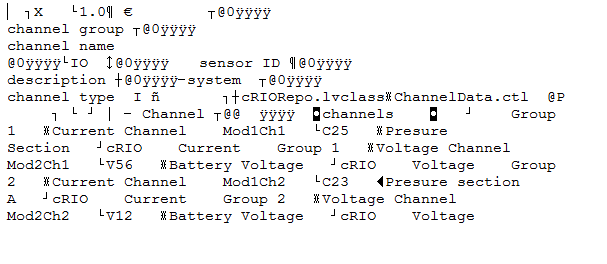 │ ┐X └1.0¶ € ┬@0ÿÿÿÿ
channel group ┬@0ÿÿÿÿ
channel name
@0ÿÿÿÿ└IO ↕@0ÿÿÿÿ sensor ID ¶@0ÿÿÿÿ
description ┼@0ÿÿÿÿ─system ┬@0ÿÿÿÿ
channel type I ñ ┐┼cRIORepo.lvclass※ChannelData.ctl @P
┐ └ ┘ │ − Channel ┬@@ ÿÿÿÿ ◘channels ◘ ┘ Group
1 ※Current Channel Mod1Ch1 └C25 ※Presure
Section ┘cRIO Current Group 1 ※Voltage Channel
Mod2Ch1 └V56 ※Battery Voltage ┘cRIO Voltage Group
2 ※Current Channel Mod1Ch2 └C23 ◀Presure section
A ┘cRIO Current Group 2 ※Voltage Channel
Mod2Ch2 └V12 ※Battery Voltage ┘cRIO Voltage